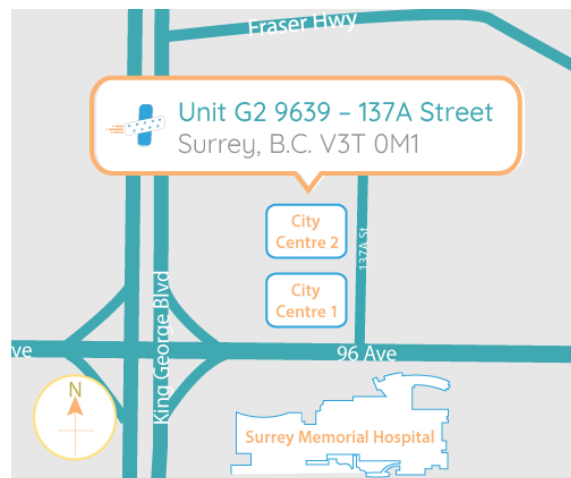 Fraser Hwy
Unit G2 9639 – 137A Street
Surrey, B.C. V3T 0M1
City
Centre 2
137A St
City
Centre 1
King George Blvd
ve
96 Ave
N
Surrey Memorial Hospital